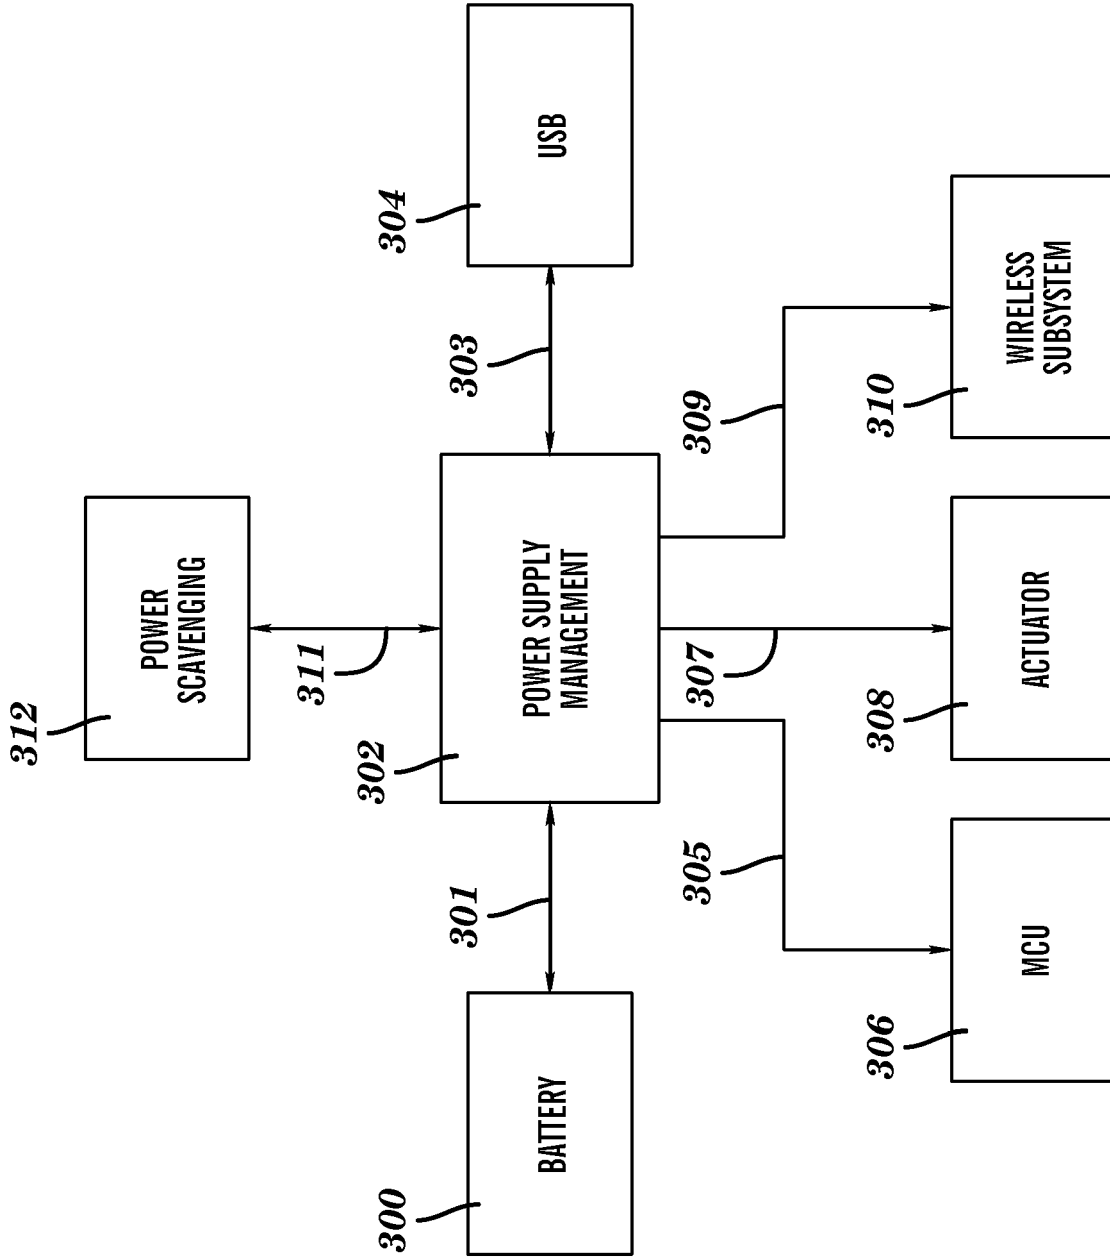 312
POWER
SCAVENGING
311
300
302
304
301
303
BATTERY
POWER SUPPLY
MANAGEMENT
USB
305
307
309
306
308
310
MCU
ACTUATOR
WIRELESS
SUBSYSTEM